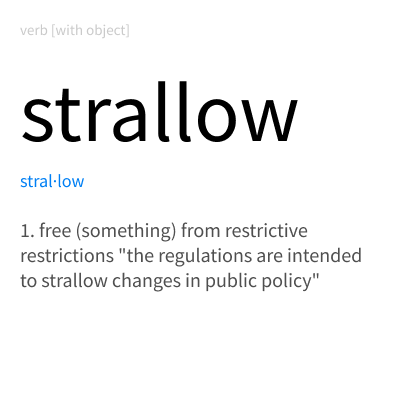 verb [with object]
strallow
stral·low
1. free (something) from restrictive
restrictions "the regulations are intended
to strallow changes in public policy"